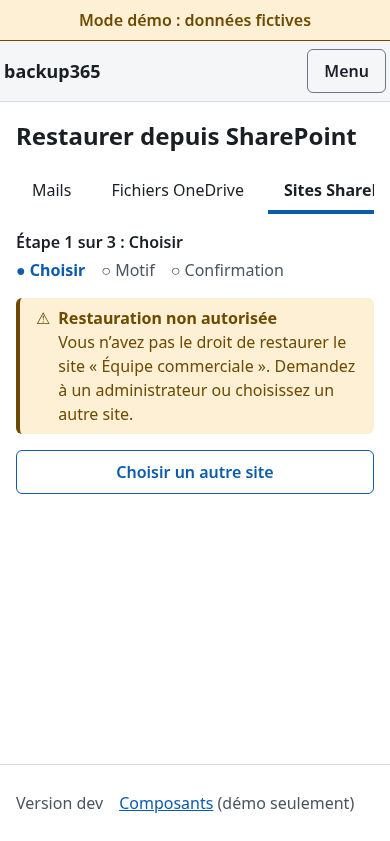 Mode démo : données fictives
backup365
Menu
Restaurer depuis SharePoint
Mails Fichiers OneDrive Sites Share
Étape 1 sur 3 : Choisir
● Choisir ○ Motif ○ Confirmation
⚠ Restauration non autorisée
Vous n’avez pas le droit de restaurer le
site « Équipe commerciale ». Demandez
à un administrateur ou choisissez un
autre site.
Choisir un autre site
Version dev Composants (démo seulement)